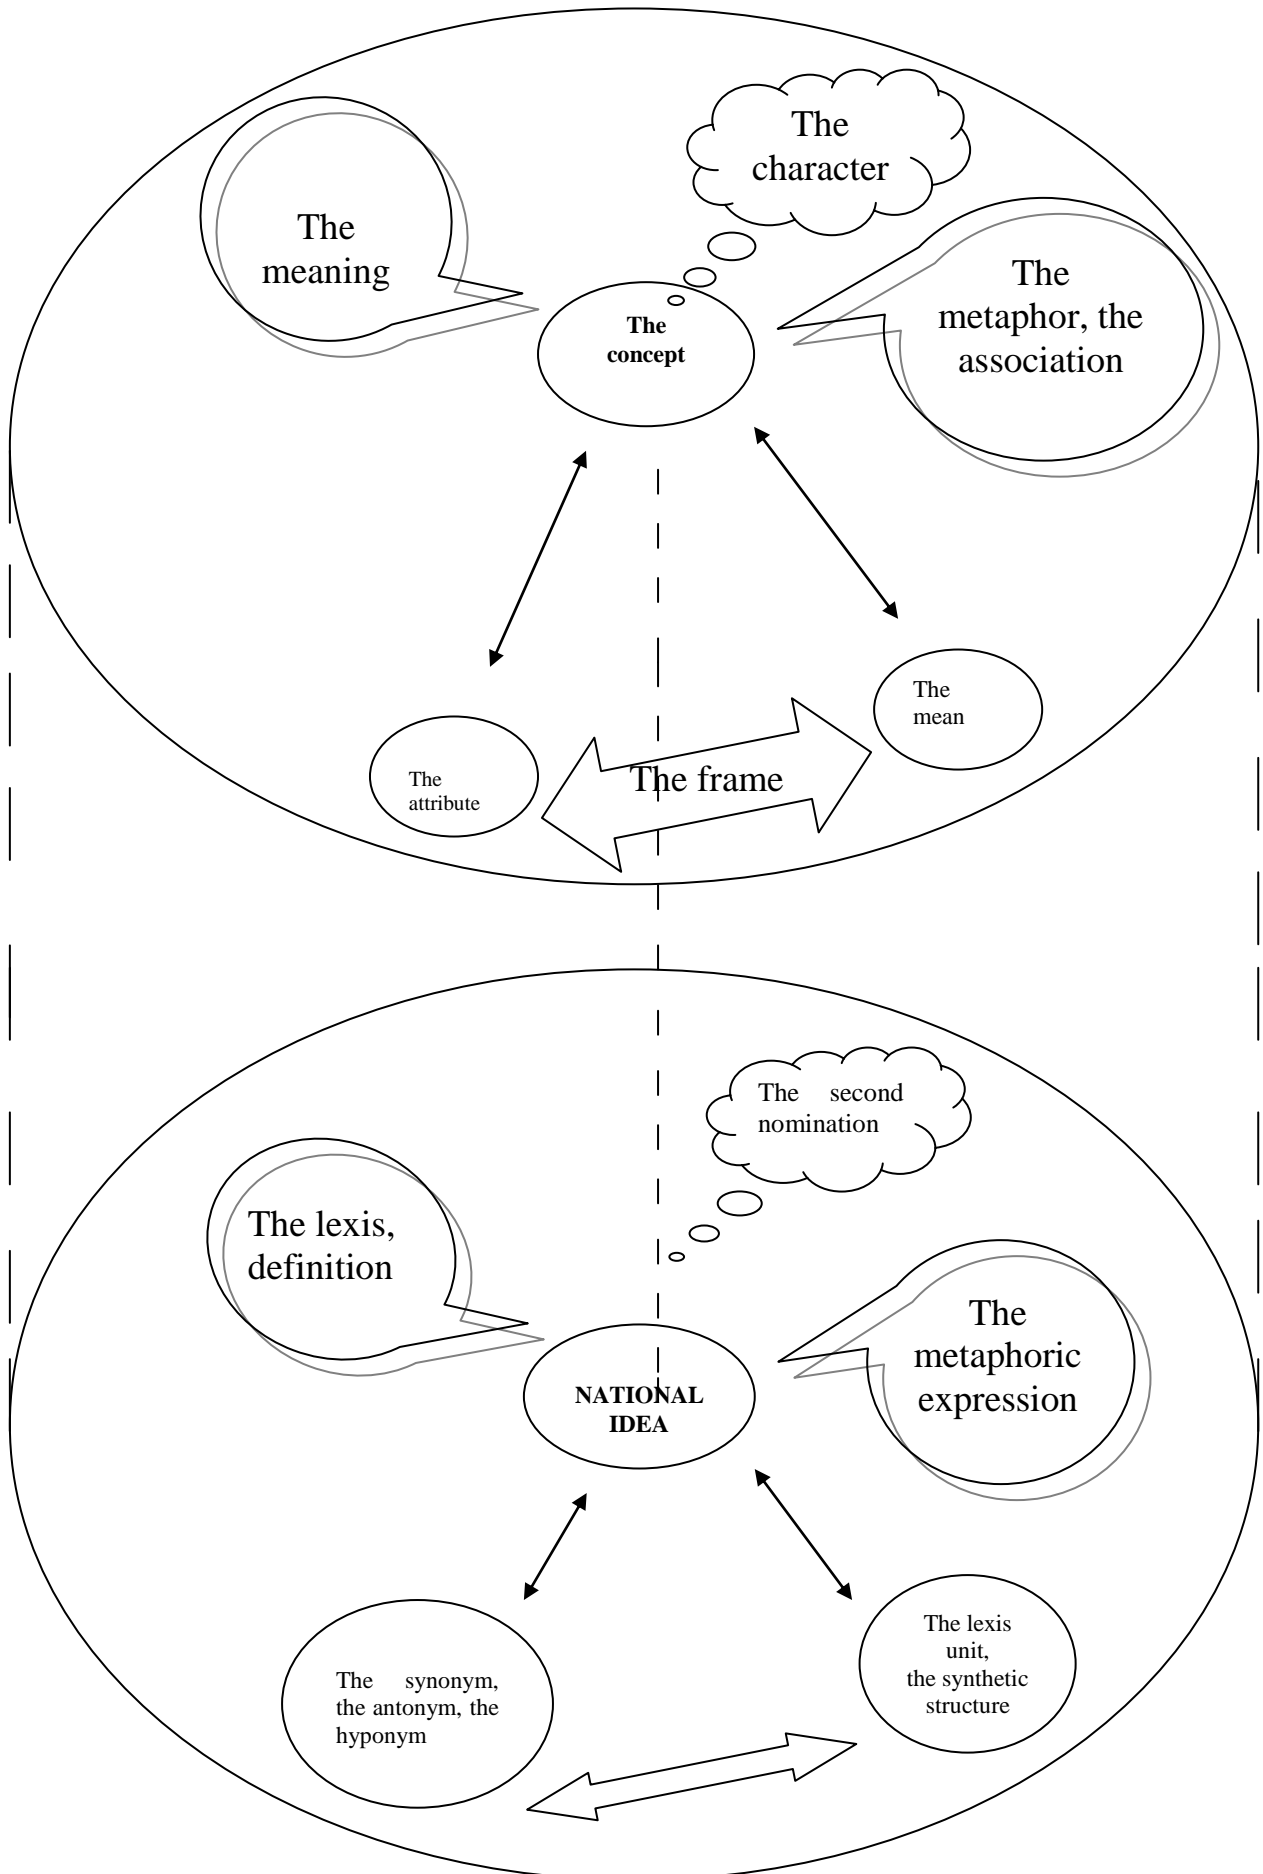 The
character
The
meaning
The
metaphor, the
association
The
concept
The
mean
The
attribute
The frame
The second
nomination
The lexis,
definition
The
metaphoric
expression
NATIONAL
IDEA
The lexis
unit,
the synthetic
structure
The synonym,
the antonym, the
hyponym